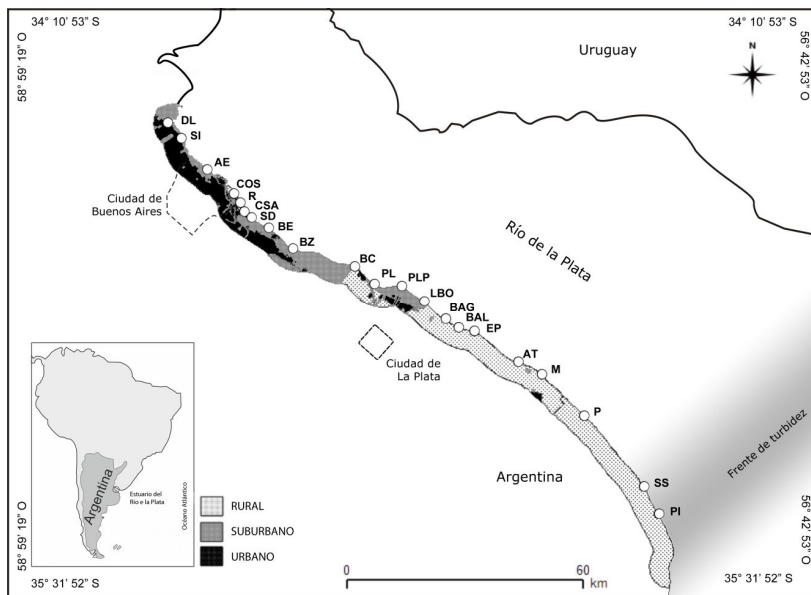 34° 10' 53" S
34° 10' 53" S
58° 59' 19" O
56° 42' 53" O
Uruguay
N
DL
SI
AE
COS
R
CSA
SD
BE
BZ
BC
PL
PLP
LBO
BAG
BAL
EP
AT
M
P
SS
PI
Ciudad de
Buenos Aires
Río de la Plata
Ciudad de
La Plata
Frente de turbidez
Argentina
Argentina
Estuario del
Río e la Plata
Océano Atlántico
RURAL
SUBURBANO
URBANO
0
60
km
58° 59' 19" O
56° 42' 53" O
35° 31' 52" S
35° 31' 52" S